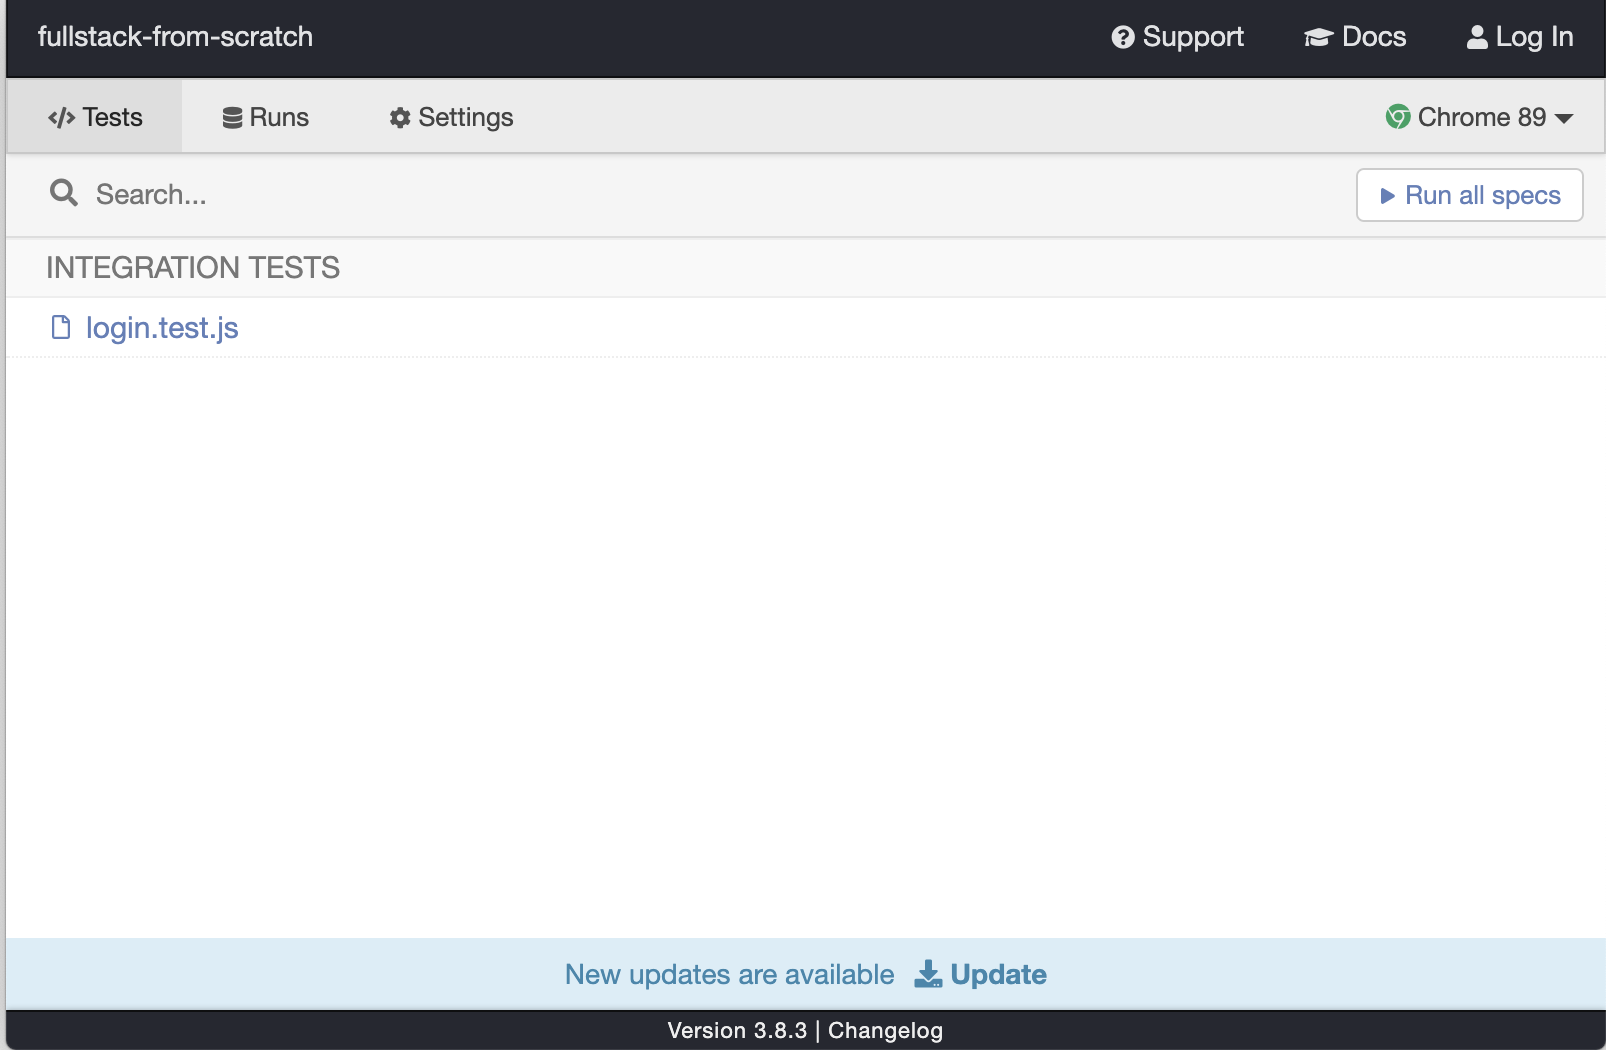 fullstack-from-scratch Support Docs Log In
Tests Runs Settings Chrome 89
Search... Run all specs
INTEGRATION TESTS
login.test.js
New updates are available Update
Version 3.8.3 | Changelog